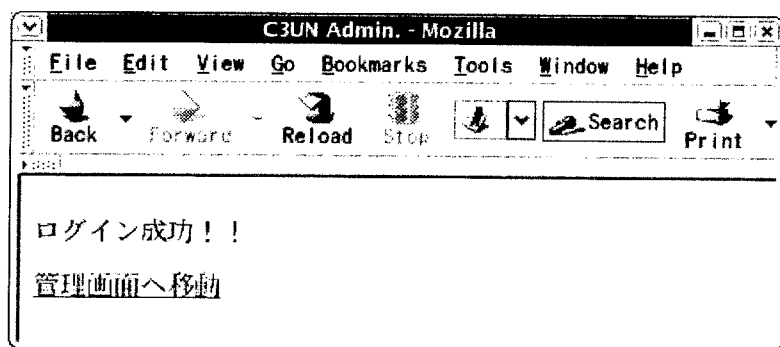 C3UN Admin. - Mozilla
File Edit View Go Bookmarks Tools Window Help
Back Forward Reload Stop Search Print
ログイン成功！！
管理画面へ移動